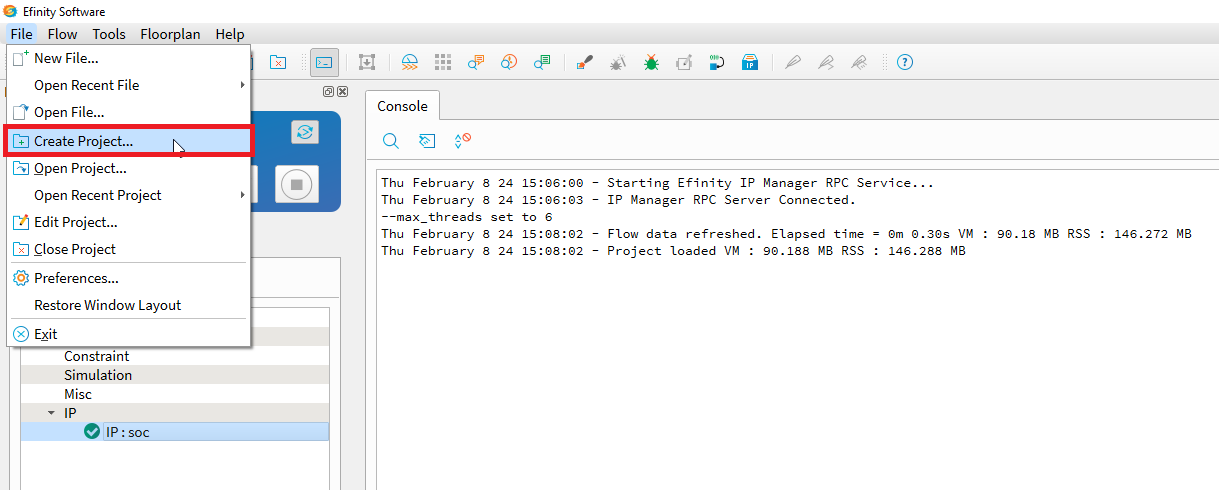 Efinity Software
File Flow Tools Floorplan Help
New File...
Open Recent File
Open File...
Create Project...
Open Project...
Open Recent Project
Edit Project...
Close Project
Preferences...
Restore Window Layout
Exit
Constraint
Simulation
Misc
IP
IP : soc
IP
Console
Thu February 8 24 15:06:00 - Starting Efinity IP Manager RPC Service...
Thu February 8 24 15:06:03 - IP Manager RPC Server Connected.
--max_threads set to 6
Thu February 8 24 15:08:02 - Flow data refreshed. Elapsed time = 0m 0.30s VM : 90.18 MB RSS : 146.272 MB
Thu February 8 24 15:08:02 - Project loaded VM : 90.188 MB RSS : 146.288 MB